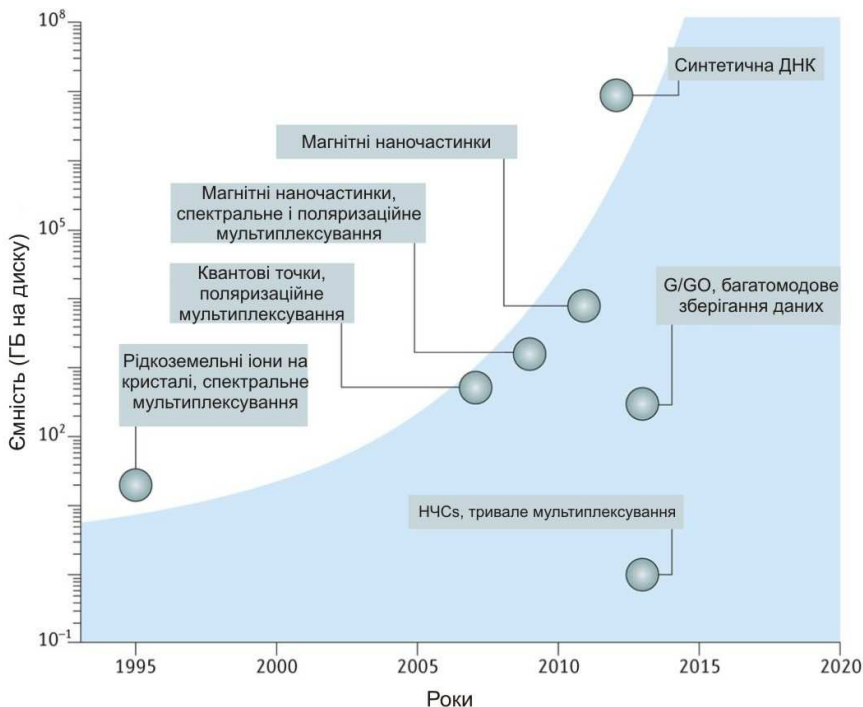 10⁸
Синтетична ДНК
Магнітні наночастинки
Магнітні наночастинки,
спектральне і поляризаційне
мультиплексування
10⁵
Квантові точки,
поляризаційне
мультиплексування
G/GO, багатомодове
зберігання даних
Рідкоземельні іони на
кристалі, спектральне
мультиплексування
10²
НЧСs, тривале мультиплексування
10⁻¹
Ємність (ГБ на диску)
1995 2000 2005 2010 2015 2020
Роки